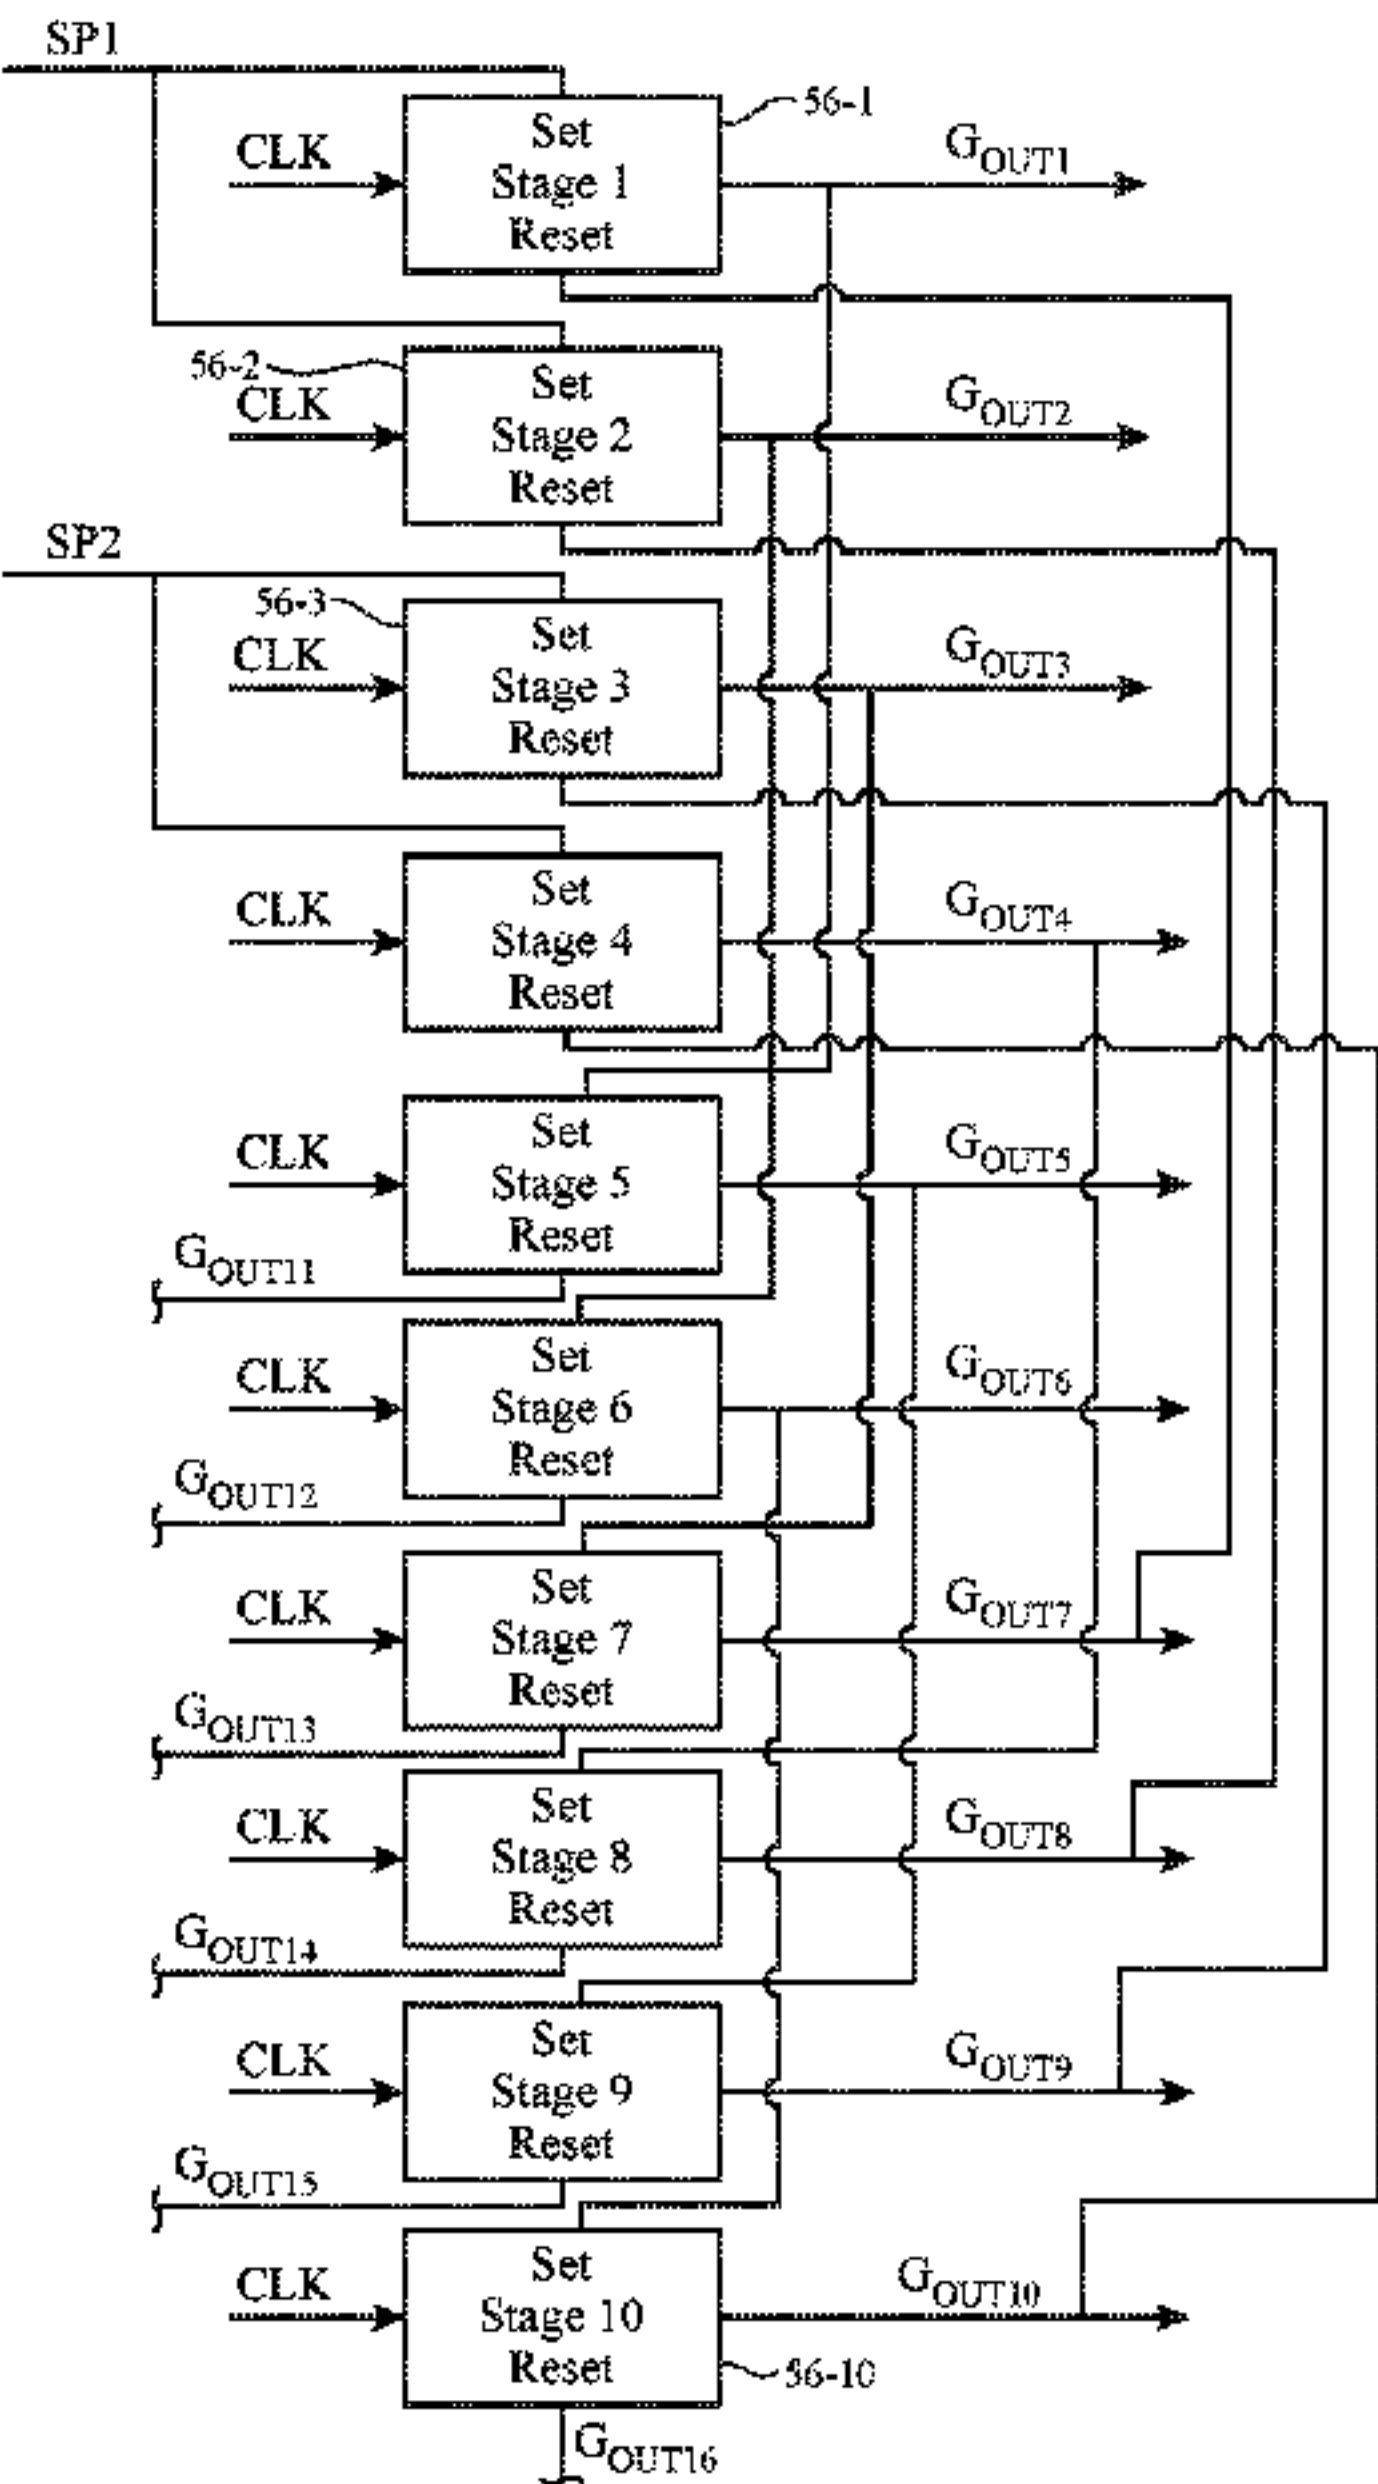 SP1
56-1
CLK
Set
Stage 1
Reset
GOUT1
56-2
CLK
Set
Stage 2
Reset
GOUT2
SP2
56-3
CLK
Set
Stage 3
Reset
GOUT3
CLK
Set
Stage 4
Reset
GOUT4
CLK
Set
Stage 5
Reset
GOUT5
GOUT11
CLK
Set
Stage 6
Reset
GOUT6
GOUT12
CLK
Set
Stage 7
Reset
GOUT7
GOUT13
CLK
Set
Stage 8
Reset
GOUT8
GOUT14
CLK
Set
Stage 9
Reset
GOUT9
GOUT15
CLK
Set
Stage 10
Reset
GOUT10
56-10
GOUT16